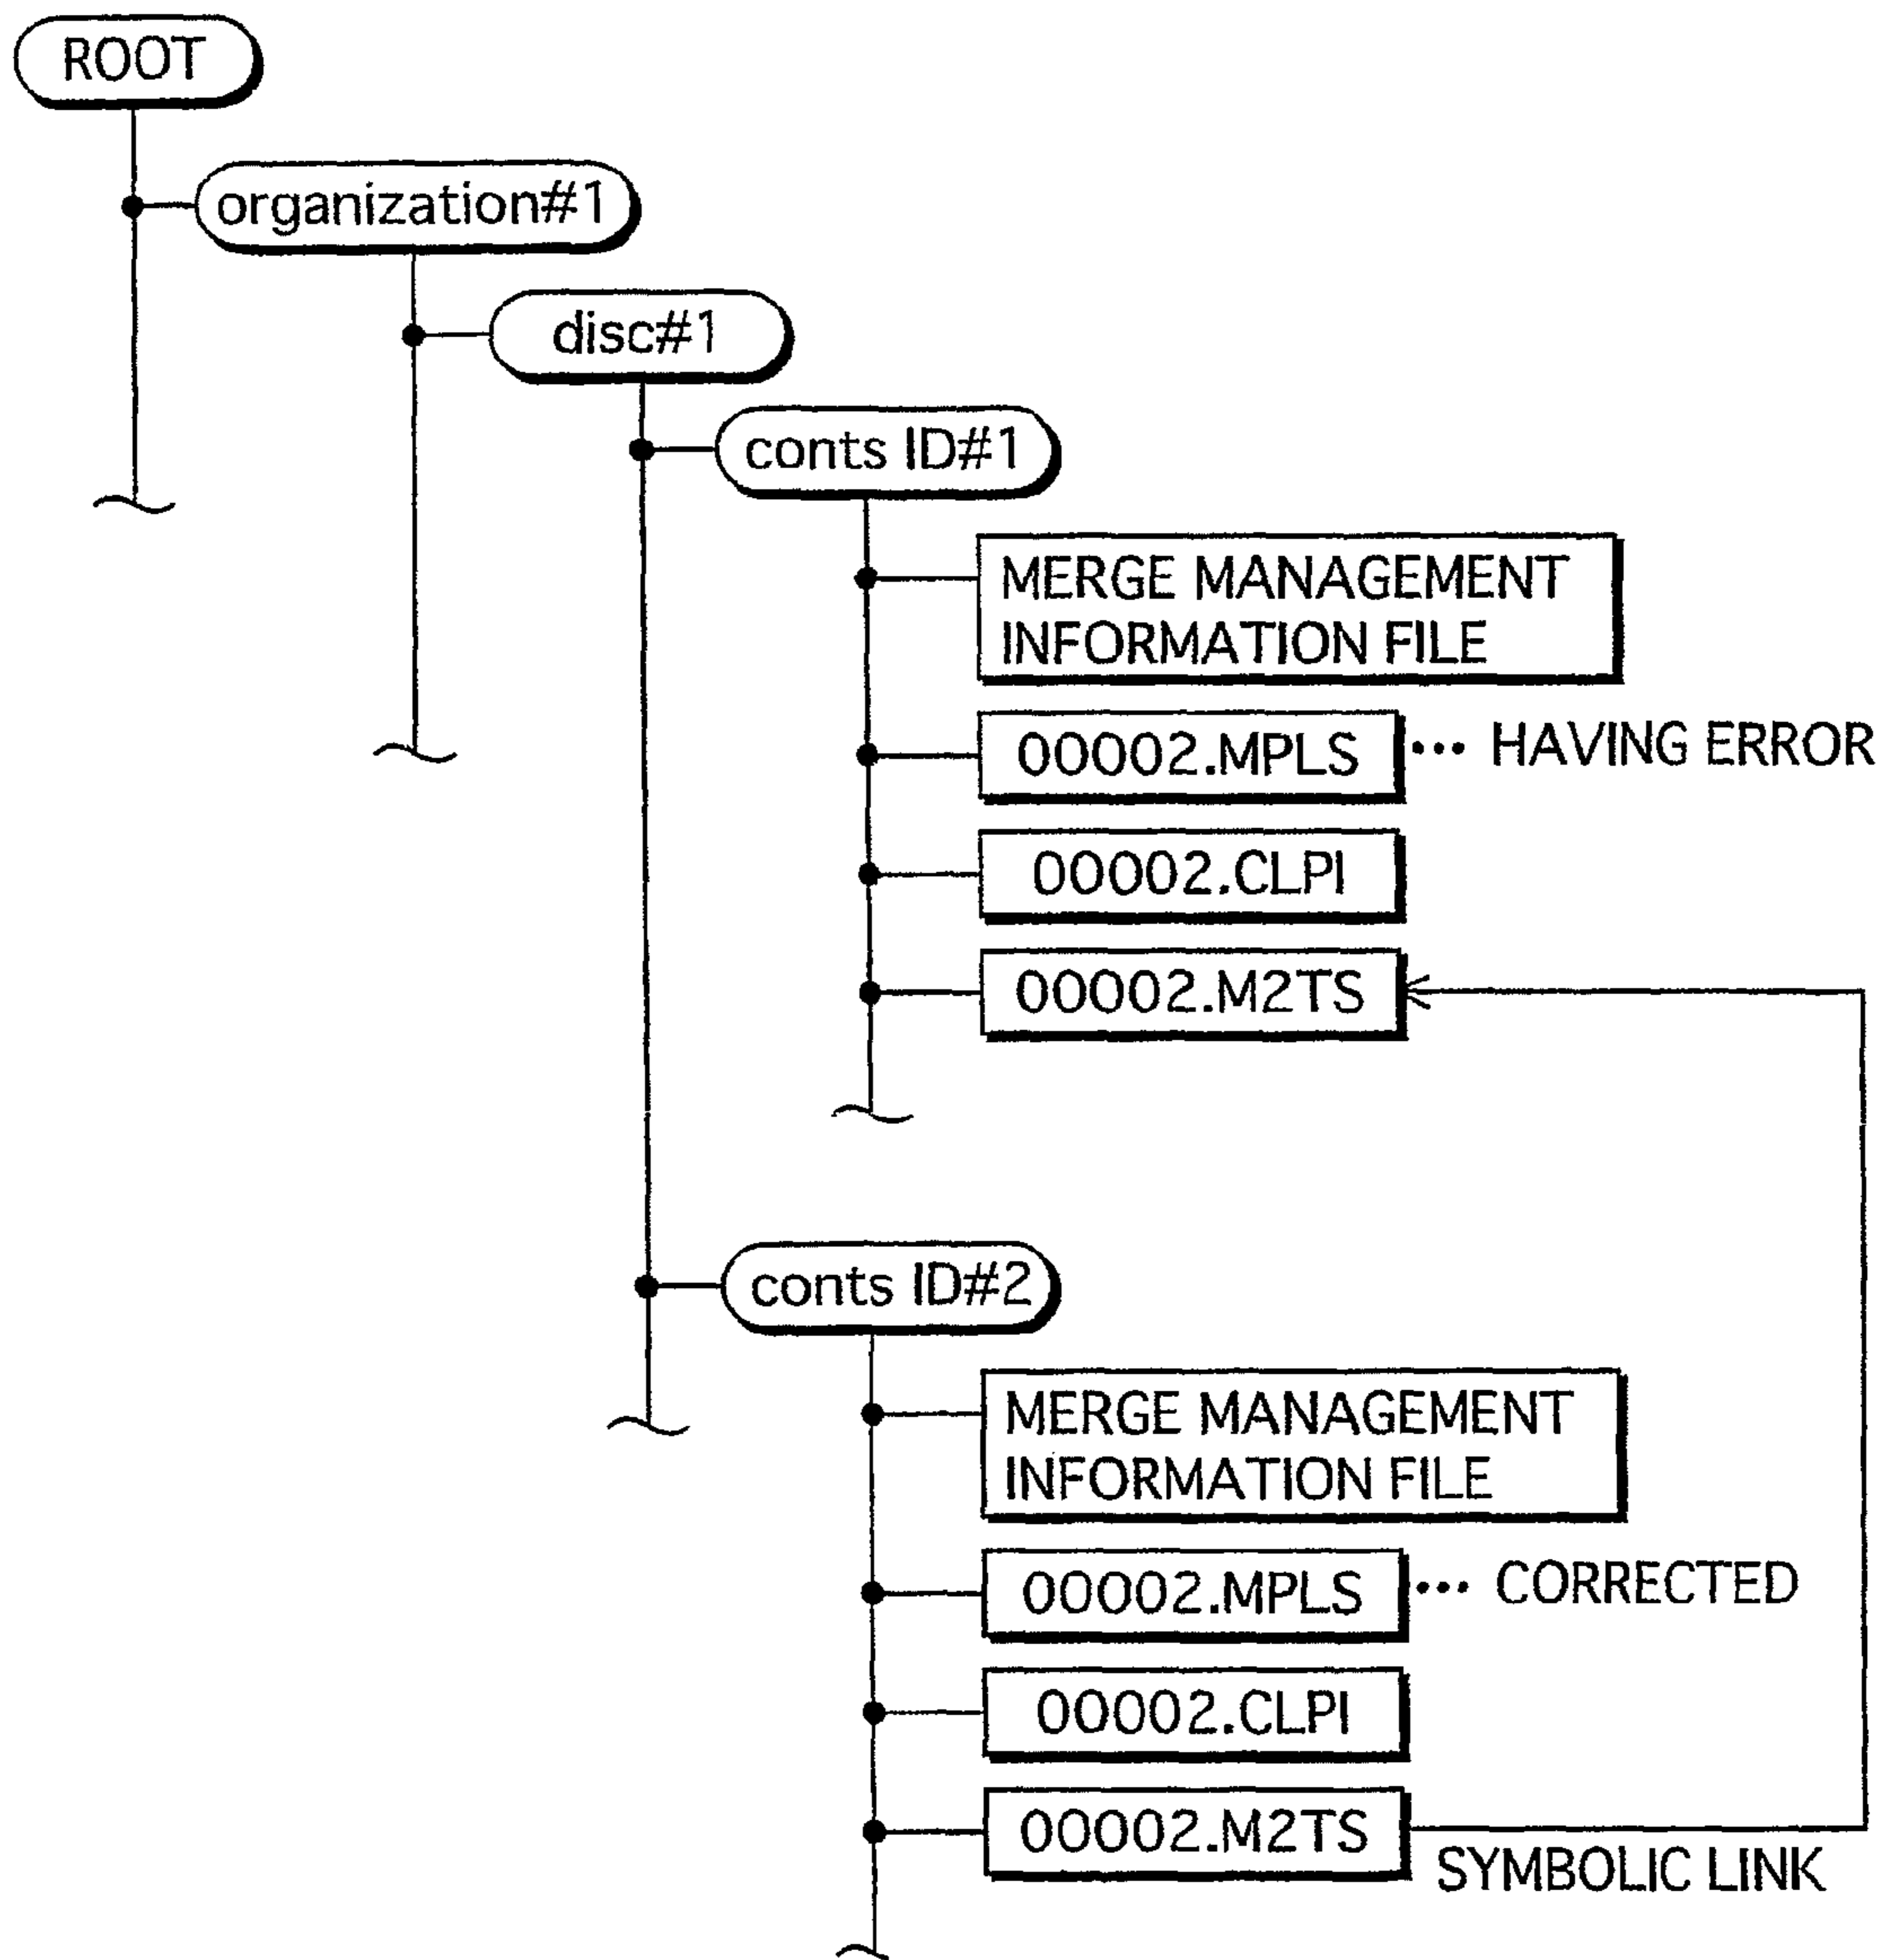 ROOT
organization#1
disc#1
conts ID#1
MERGE MANAGEMENT
INFORMATION FILE
00002.MPLS ••• HAVING ERROR
00002.CLPI
00002.M2TS
conts ID#2
MERGE MANAGEMENT
INFORMATION FILE
00002.MPLS ••• CORRECTED
00002.CLPI
00002.M2TS
SYMBOLIC LINK